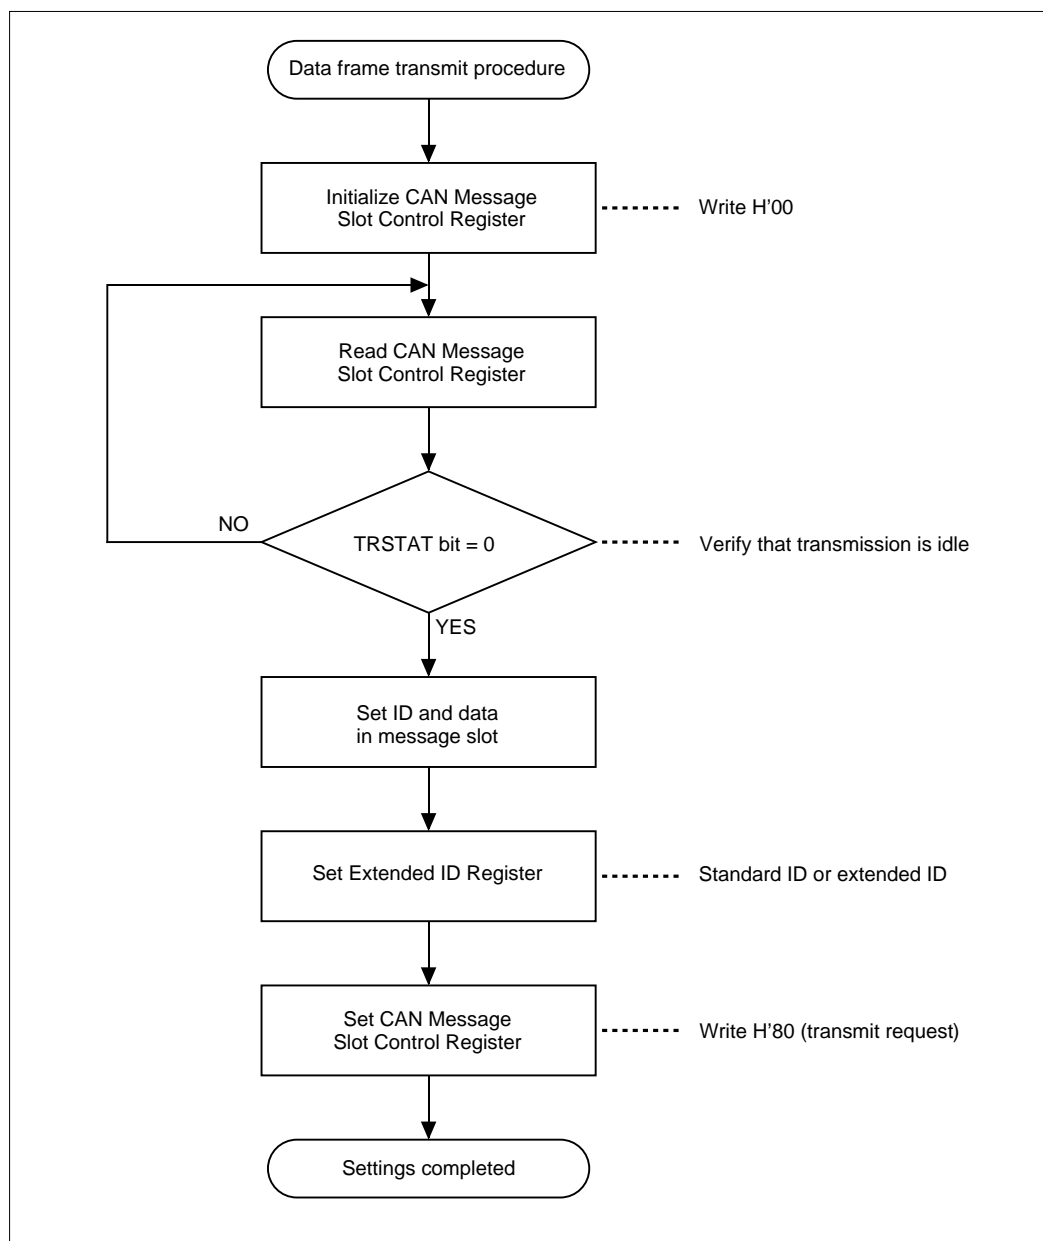 Data frame transmit procedure
Initialize CAN Message
Slot Control Register
Write H’00
Read CAN Message
Slot Control Register
NO
TRSTAT bit = 0
Verify that transmission is idle
YES
Set ID and data
in message slot
Set Extended ID Register
Standard ID or extended ID
Set CAN Message
Slot Control Register
Write H’80 (transmit request)
Settings completed